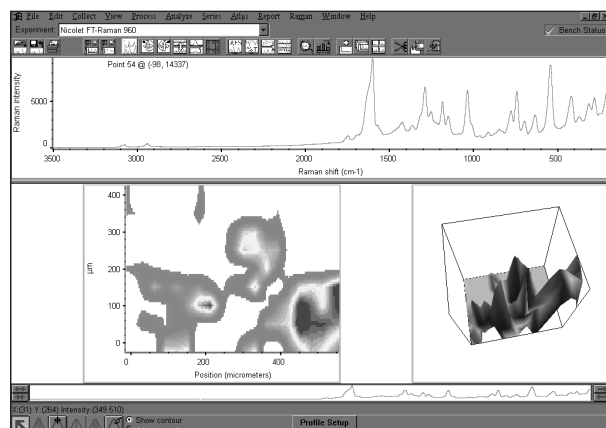 File Edit Collect View Process Analyze Series Atlµs Report Raman Window Help
Experiment: Nicolet FT-Raman 960
Bench Status
Point 54 @ (-98, 14337)
Raman intensity
5000
0
3500 3000 2500 2000 1500 1000 500
Raman shift (cm-1)
400
300
200
100
0
µm
0 200 400
Position (micrometers)
X:(31) Y:(264) Intensity:(349.510)
Show contour
Profile Setup